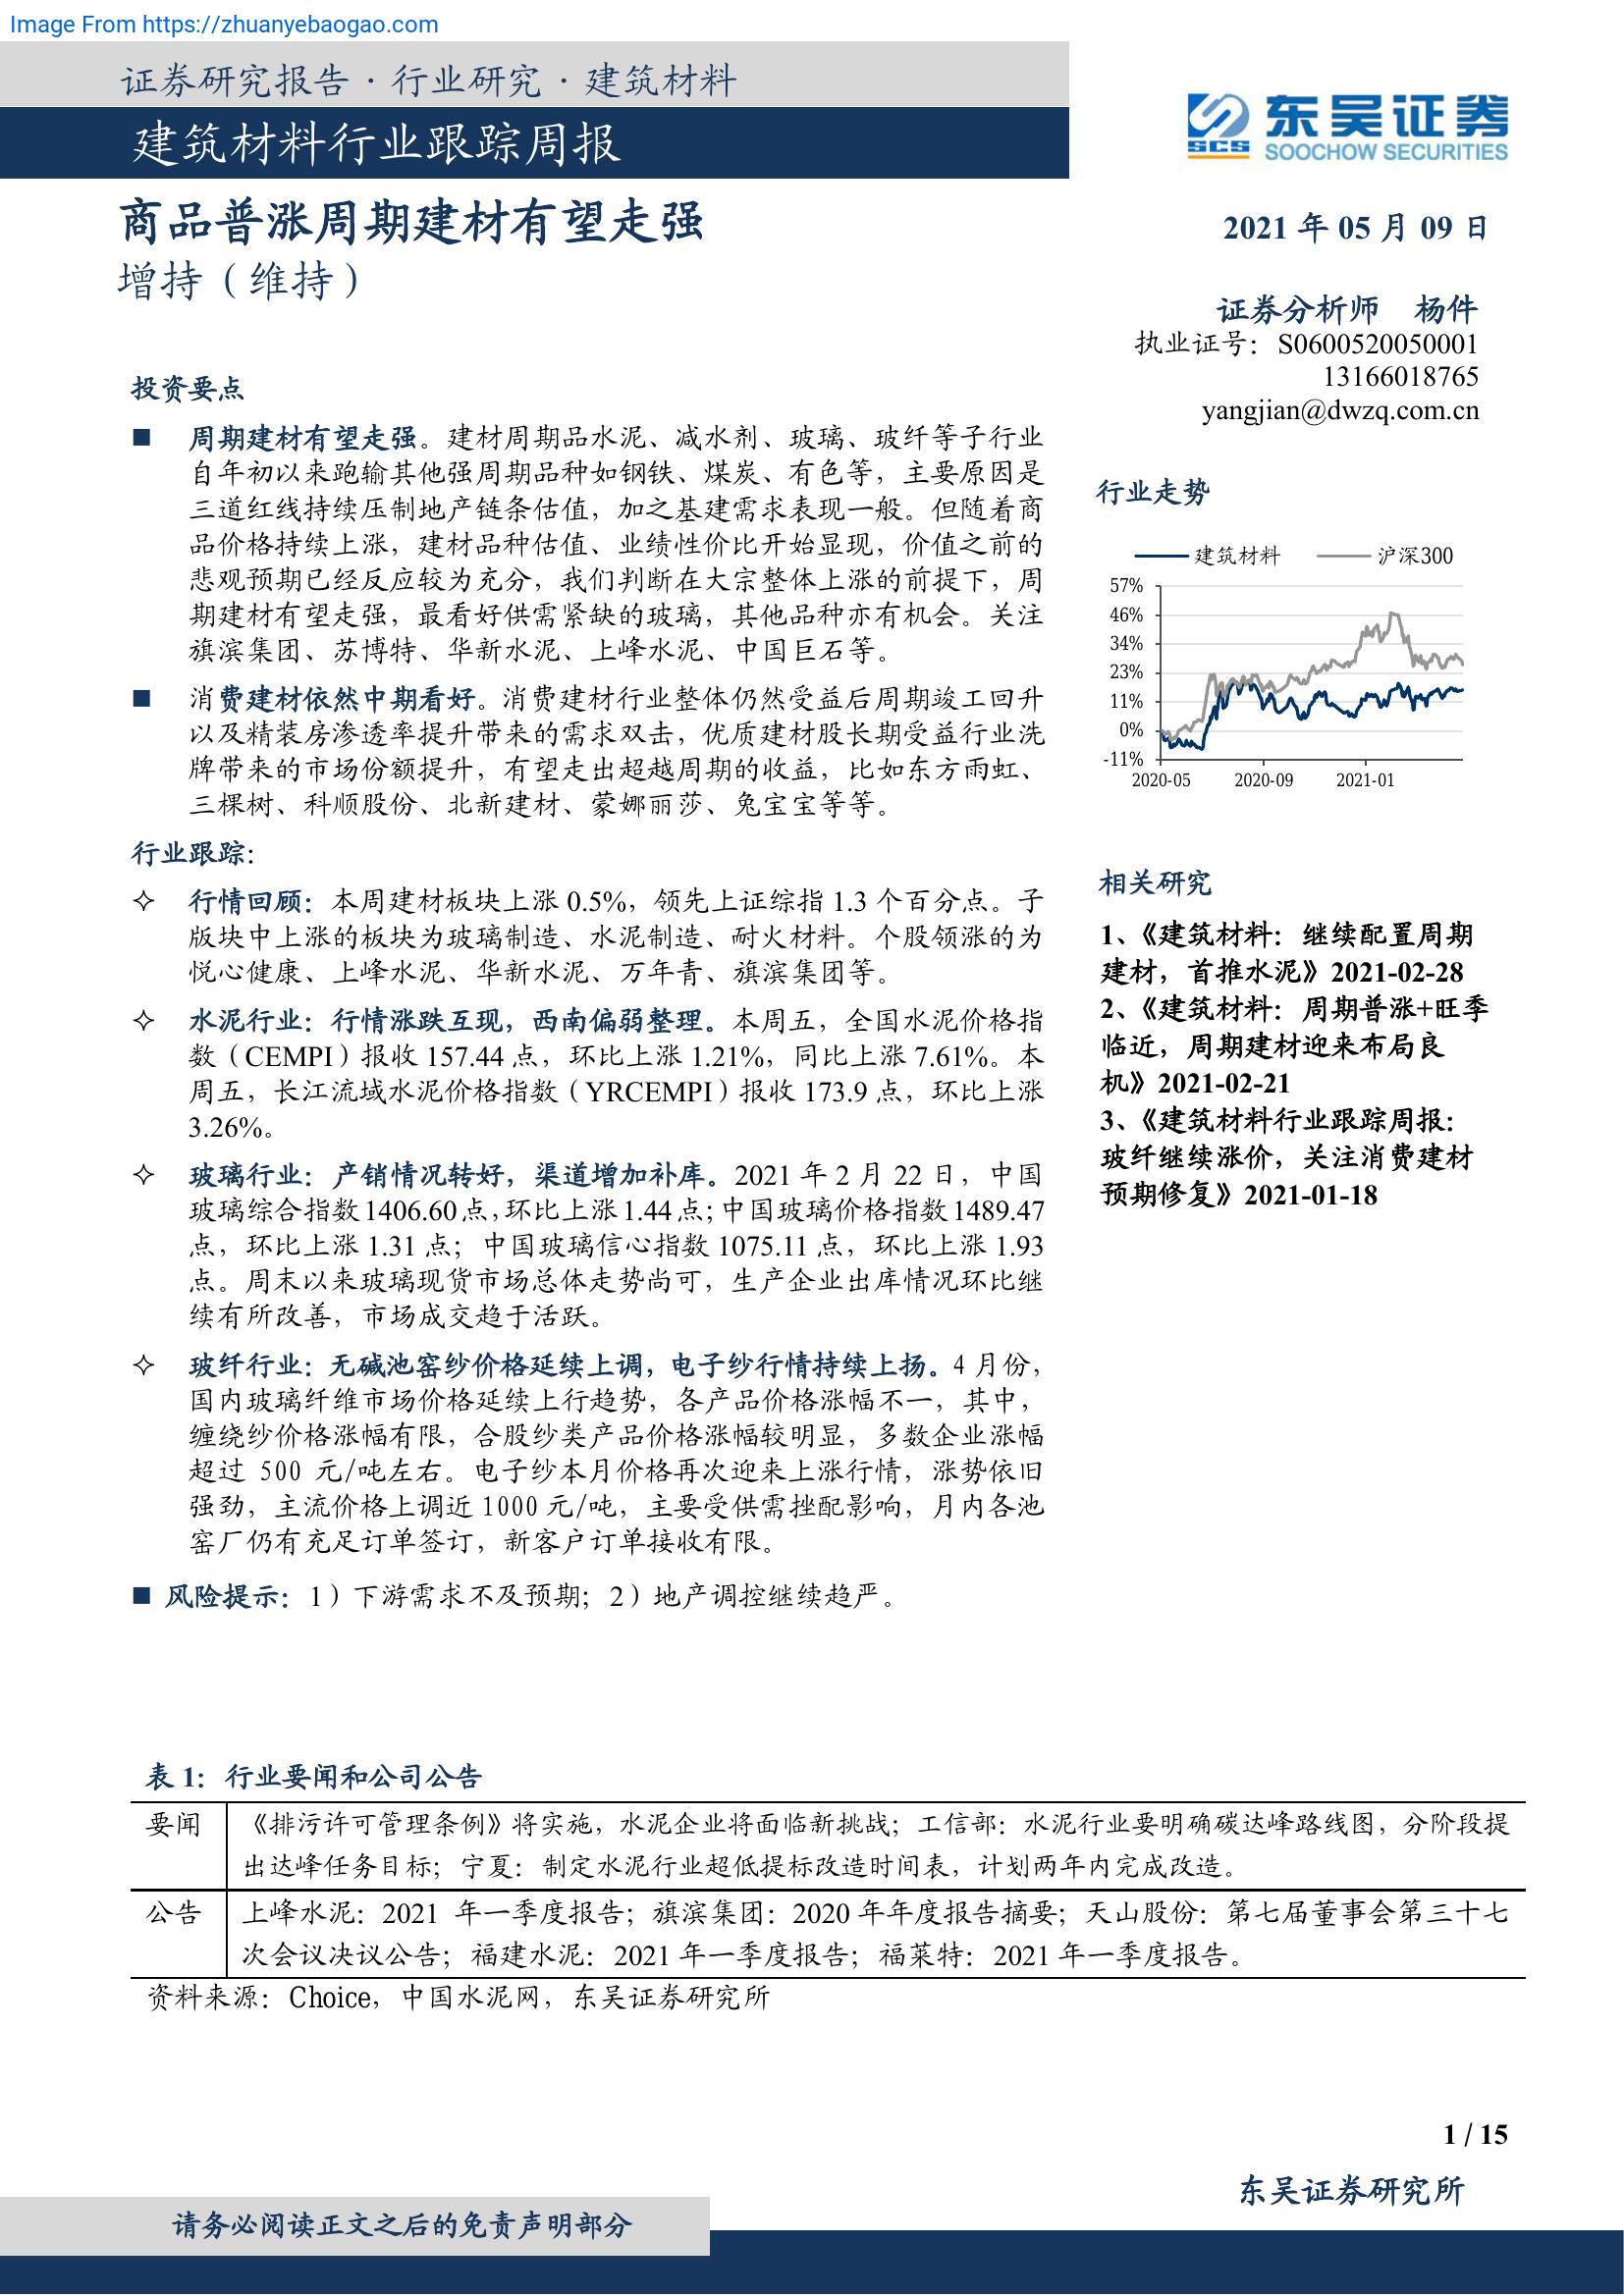 Image From https://zhuanyebaogao.com
证券研究报告·行业研究·建筑材料
建筑材料行业跟踪周报
东吴证券
SCS
SOOCHOW SECURITIES
商品普涨周期建材有望走强
增持（维持）
2021 年 05 月 09 日
证券分析师 杨件
执业证号：S0600520050001
13166018765
yangjian@dwzq.com.cn
投资要点
■ 周期建材有望走强。建材周期品水泥、减水剂、玻璃、玻纤等子行业
自年初以来跑输其他强周期品种如钢铁、煤炭、有色等，主要原因是
三道红线持续压制地产链条估值，加之基建需求表现一般。但随着商
品价格持续上涨，建材品种估值、业绩性价比开始显现，价值之前的
悲观预期已经反应较为充分，我们判断在大宗整体上涨的前提下，周
期建材有望走强，最看好供需紧缺的玻璃，其他品种亦有机会。关注
旗滨集团、苏博特、华新水泥、上峰水泥、中国巨石等。
■ 消费建材依然中期看好。消费建材行业整体仍然受益后周期竣工回升
以及精装房渗透率提升带来的需求双击，优质建材股长期受益行业洗
牌带来的市场份额提升，有望走出超越周期的收益，比如东方雨虹、
三棵树、科顺股份、北新建材、蒙娜丽莎、兔宝宝等等。
行业跟踪：
✧ 行情回顾：本周建材板块上涨 0.5%，领先上证综指 1.3 个百分点。子
版块中上涨的板块为玻璃制造、水泥制造、耐火材料。个股领涨的为
悦心健康、上峰水泥、华新水泥、万年青、旗滨集团等。
✧ 水泥行业：行情涨跌互现，西南偏弱整理。本周五，全国水泥价格指
数（CEMPI）报收 157.44 点，环比上涨 1.21%，同比上涨 7.61%。本
周五，长江流域水泥价格指数（YRCEMPI）报收 173.9 点，环比上涨
3.26%。
✧ 玻璃行业：产销情况转好，渠道增加补库。2021 年 2 月 22 日，中国
玻璃综合指数1406.60点，环比上涨1.44点；中国玻璃价格指数1489.47
点，环比上涨 1.31 点；中国玻璃信心指数 1075.11 点，环比上涨 1.93
点。周末以来玻璃现货市场总体走势尚可，生产企业出库情况环比继
续有所改善，市场成交趋于活跃。
✧ 玻纤行业：无碱池窑纱价格延续上调，电子纱行情持续上扬。4 月份，
国内玻璃纤维市场价格延续上行趋势，各产品价格涨幅不一，其中，
缠绕纱价格涨幅有限，合股纱类产品价格涨幅较明显，多数企业涨幅
超过 500 元/吨左右。电子纱本月价格再次迎来上涨行情，涨势依旧
强劲，主流价格上调近 1000 元/吨，主要受供需挫配影响，月内各池
窑厂仍有充足订单签订，新客户订单接收有限。
■ 风险提示：1）下游需求不及预期；2）地产调控继续趋严。
行业走势
建筑材料 沪深300
57%
46%
34%
23%
11%
0%
-11%
2020-05 2020-09 2021-01
相关研究
1、《建筑材料：继续配置周期
建材，首推水泥》2021-02-28
2、《建筑材料：周期普涨+旺季
临近，周期建材迎来布局良
机》2021-02-21
3、《建筑材料行业跟踪周报：
玻纤继续涨价，关注消费建材
预期修复》2021-01-18
表 1：行业要闻和公司公告
要闻 《排污许可管理条例》将实施，水泥企业将面临新挑战；工信部：水泥行业要明确碳达峰路线图，分阶段提
出达峰任务目标；宁夏：制定水泥行业超低提标改造时间表，计划两年内完成改造。
公告 上峰水泥：2021 年一季度报告；旗滨集团：2020 年年度报告摘要；天山股份：第七届董事会第三十七
次会议决议公告；福建水泥：2021 年一季度报告；福莱特：2021 年一季度报告。
资料来源：Choice，中国水泥网，东吴证券研究所
1 / 15
东吴证券研究所
请务必阅读正文之后的免责声明部分